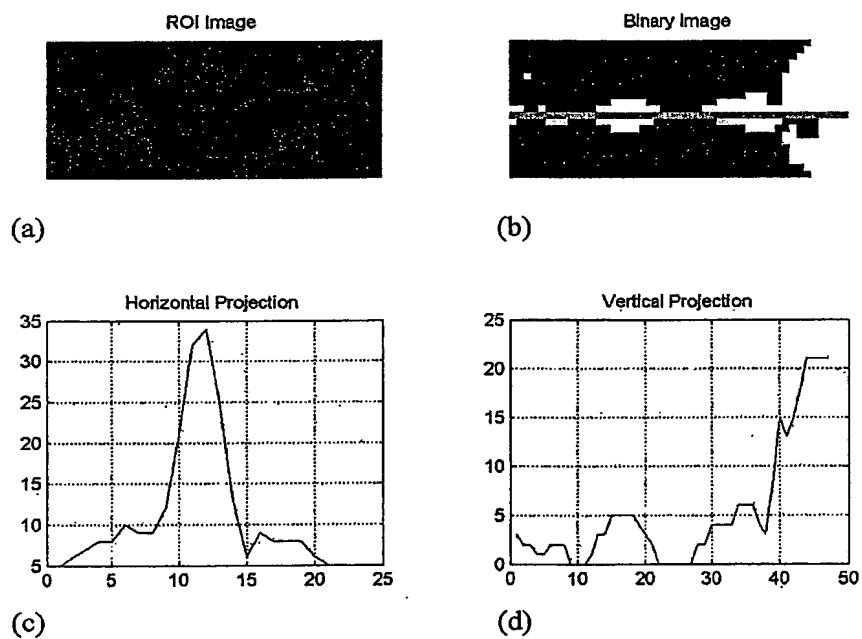 ROI Image
Binary Image
(a)
(b)
Horizontal Projection
35
30
25
20
15
10
5
0 5 10 15 20 25
(c)
Vertical Projection
25
20
15
10
5
0
0 10 20 30 40 50
(d)